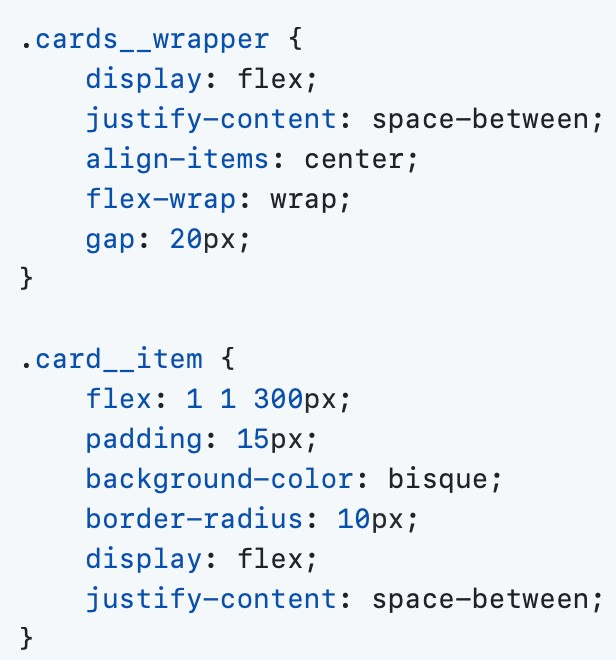 .cards__wrapper {
    display: flex;
    justify-content: space-between;
    align-items: center;
    flex-wrap: wrap;
    gap: 20px;
}

.card__item {
    flex: 1 1 300px;
    padding: 15px;
    background-color: bisque;
    border-radius: 10px;
    display: flex;
    justify-content: space-between;
}